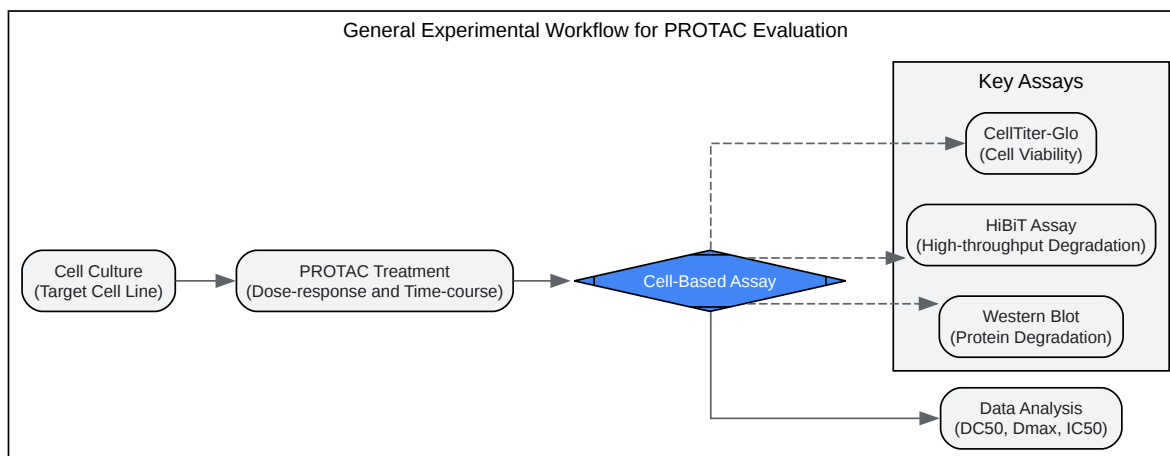 General Experimental Workflow for PROTAC Evaluation
Key Assays
CellTiter-Glo
(Cell Viability)
HiBiT Assay
(High-throughput Degradation)
Cell Culture
(Target Cell Line)
PROTAC Treatment
(Dose-response and Time-course)
Cell-Based Assay
Western Blot
(Protein Degradation)
Data Analysis
(DC50, Dmax, IC50)